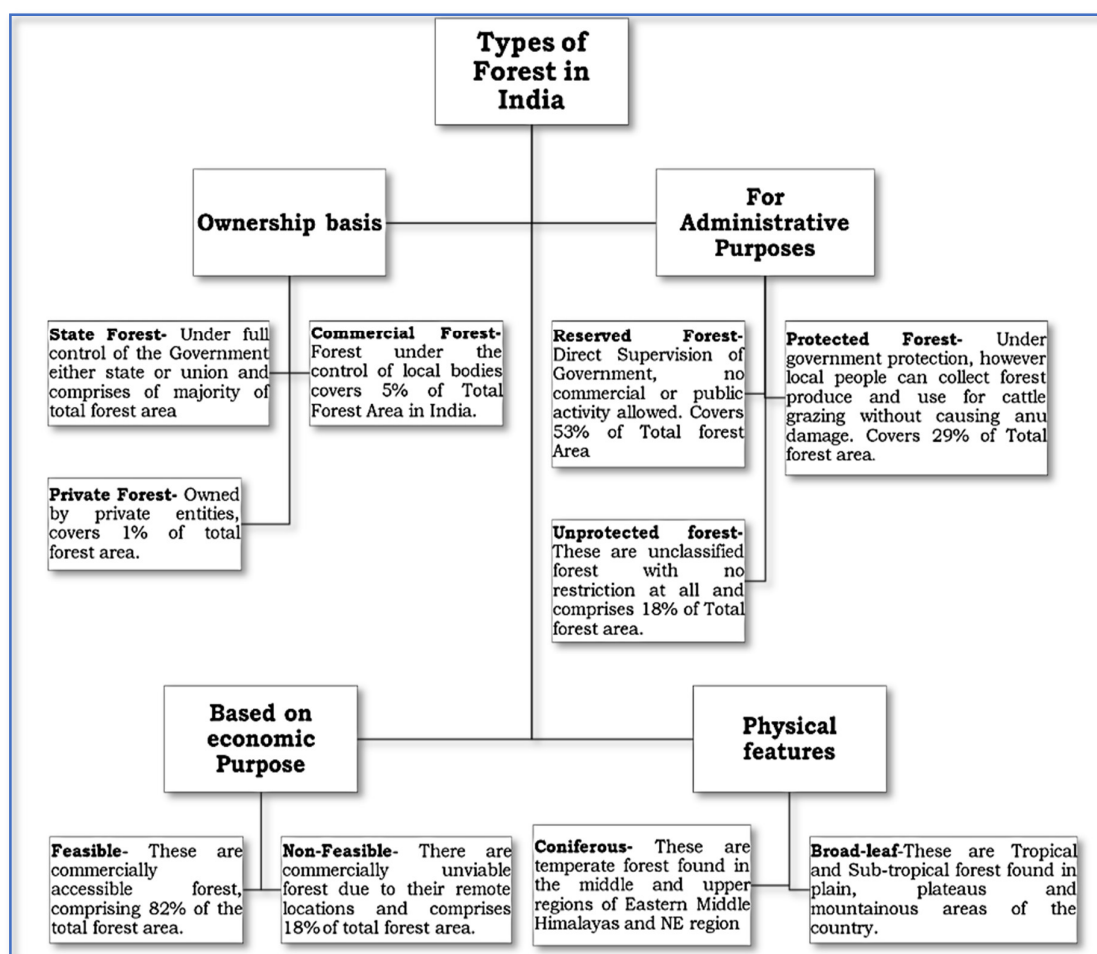 Types of
Forest in
India
Ownership basis
For
Administrative
Purposes
State Forest- Under full
control of the Government
either state or union and
comprises of majority of
total forest area
Commercial Forest-
Forest under the
control of local bodies
covers 5% of Total
Forest Area in India.
Private Forest- Owned
by private entities,
covers 1% of total
forest area.
Reserved Forest-
Direct Supervision of
Government, no
commercial or public
activity allowed. Covers
53% of Total forest
Area
Protected Forest- Under
government protection, however
local people can collect forest
produce and use for cattle
grazing without causing anu
damage. Covers 29% of Total
forest area.
Unprotected forest-
These are unclassified
forest with no
restriction at all and
comprises 18% of Total
forest area.
Based on
economic
Purpose
Physical
features
Feasible- These are
commercially
accessible forest,
comprising 82% of the
total forest area.
Non-Feasible- There are
commercially unviable
forest due to their remote
locations and comprises
18% of total forest area.
Coniferous- These are
temperate forest found in
the middle and upper
regions of Eastern Middle
Himalayas and NE region
Broad-leaf-These are Tropical
and Sub-tropical forest found in
plain, plateaus and
mountainous areas of the
country.